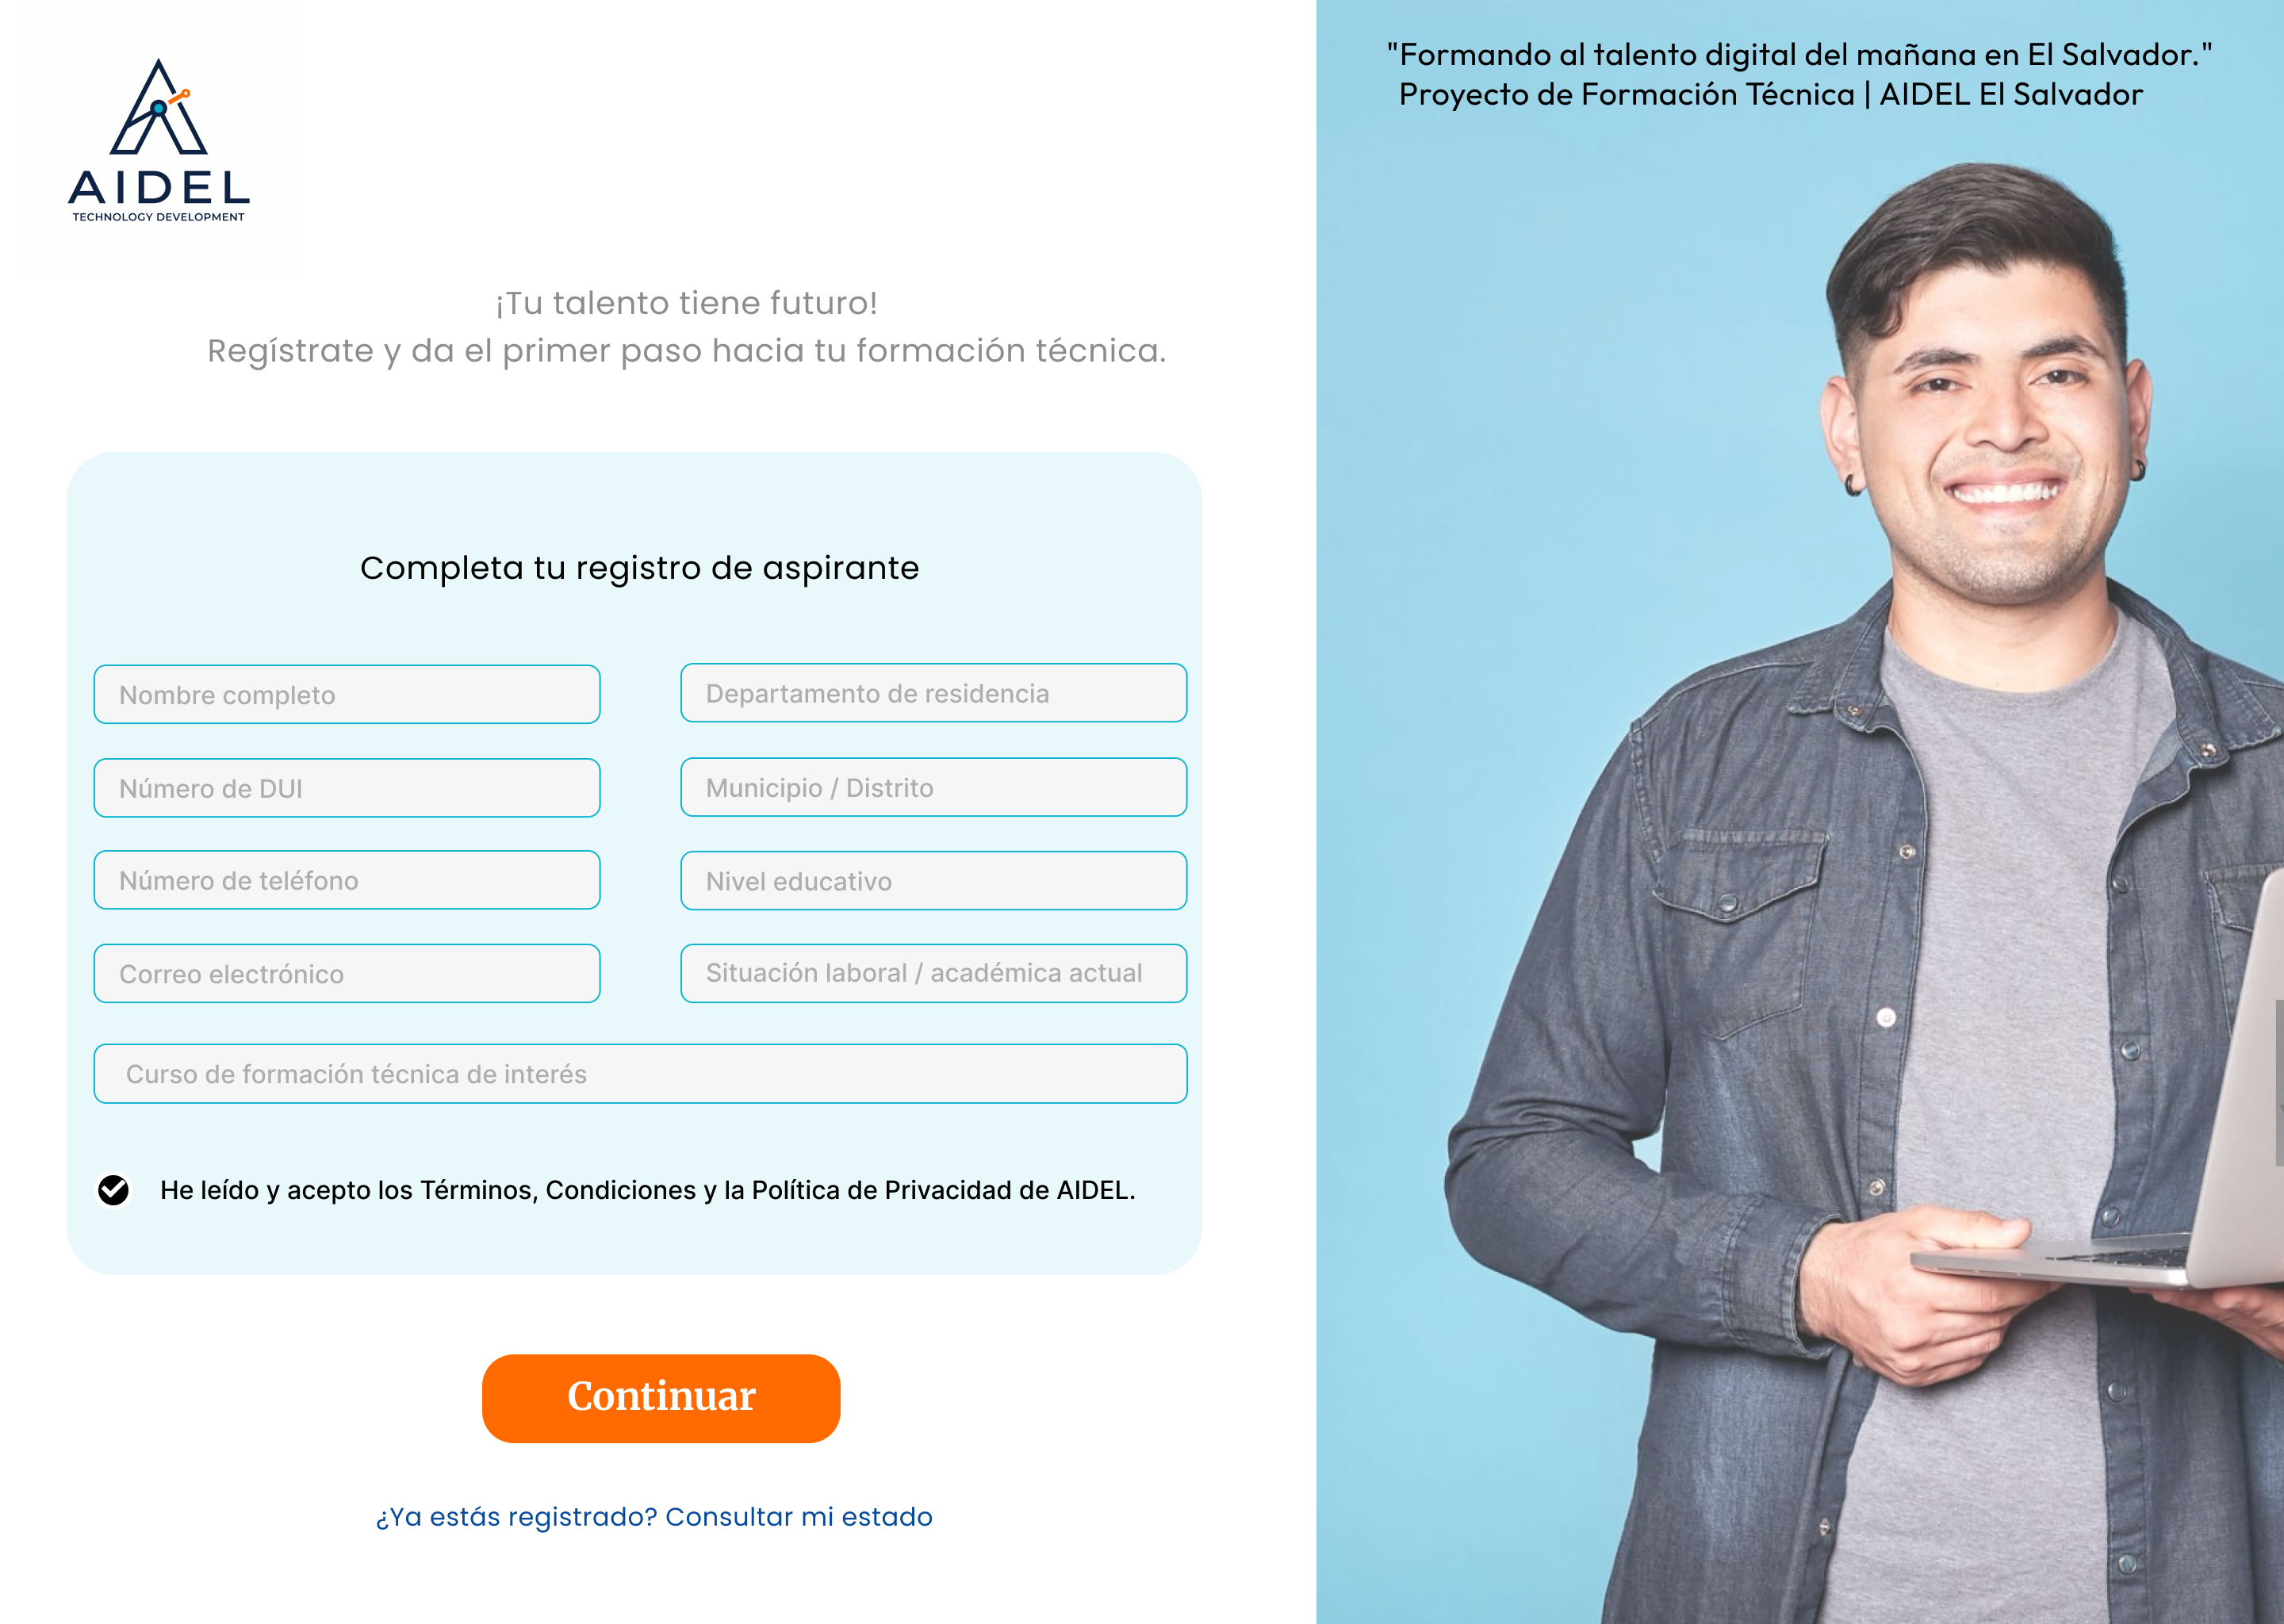 AIDEL
TECHNOLOGY DEVELOPMENT
¡Tu talento tiene futuro!
Regístrate y da el primer paso hacia tu formación técnica.
Completa tu registro de aspirante
Nombre completo
Departamento de residencia
Número de DUI
Municipio / Distrito
Número de teléfono
Nivel educativo
Correo electrónico
Situación laboral / académica actual
Curso de formación técnica de interés
He leído y acepto los Términos, Condiciones y la Política de Privacidad de AIDEL.
Continuar
¿Ya estás registrado? Consultar mi estado
"Formando al talento digital del mañana en El Salvador."
Proyecto de Formación Técnica | AIDEL El Salvador